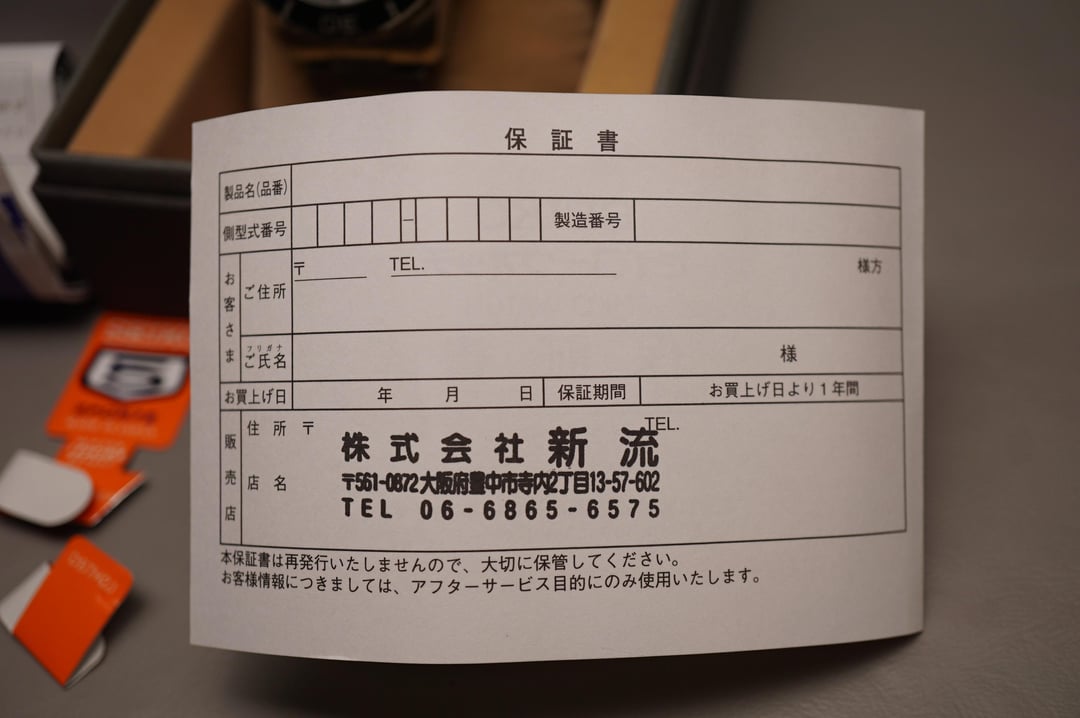 保証書
製品名(品番)
側型式番号 － 製造番号
お客さま
ご住所 〒 TEL. 様方
フリガナ
ご氏名 様
お買上げ日 年 月 日 保証期間 お買上げ日より1年間
販売店
住所 〒 TEL.
店名
株式会社 新流
〒561-0872大阪府豊中市寺内2丁目13-57-602
TEL 06-6865-6575
本保証書は再発行いたしませんので、大切に保管してください。
お客様情報につきましては、アフターサービス目的にのみ使用いたします。
5